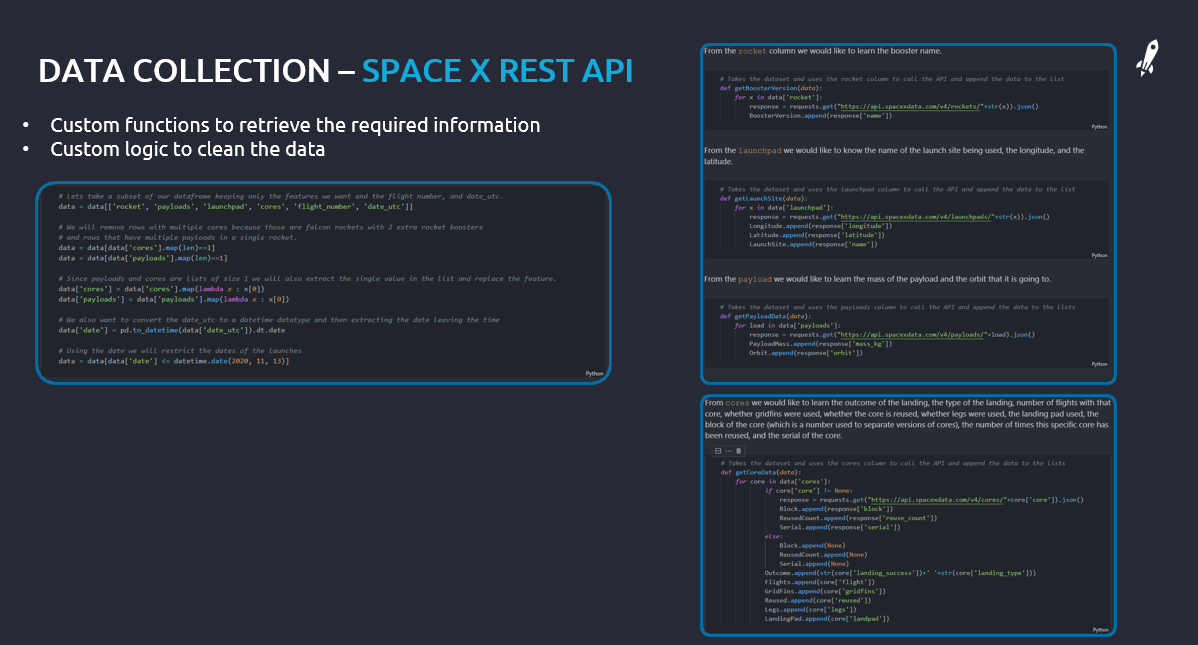 DATA COLLECTION – SPACE X REST API
• Custom functions to retrieve the required information
• Custom logic to clean the data
# Lets take a subset of our dataframe keeping only the features we want and the flight number, and date_utc.
data = data[['rocket', 'payloads', 'launchpad', 'cores', 'flight_number', 'date_utc']]
# We will remove rows with multiple cores because those are falcon rockets with 2 extra rocket boosters
# and rows that have multiple payloads in a single rocket.
data = data[data['cores'].map(len)==1]
data = data[data['payloads'].map(len)==1]
# Since payloads and cores are lists of size 1 we will also extract the single value in the list and replace the feature.
data['cores'] = data['cores'].map(lambda x : x[0])
data['payloads'] = data['payloads'].map(lambda x : x[0])
# We also want to convert the date_utc to a datetime datatype and then extracting the date leaving the time
data['date'] = pd.to_datetime(data['date_utc']).dt.date
# Using the date we will restrict the dates of the launches
data = data[data['date'] <= datetime.date(2020, 11, 13)]
Python
From the rocket column we would like to learn the booster name.
# Takes the dataset and uses the rocket column to call the API and append the data to the list
def getBoosterVersion(data):
for x in data['rocket']:
response = requests.get("https://api.spacexdata.com/v4/rockets/"+str(x)).json()
BoosterVersion.append(response['name'])
Python
From the launchpad we would like to know the name of the launch site being used, the longitude, and the
latitude.
# Takes the dataset and uses the launchpad column to call the API and append the data to the list
def getLaunchSite(data):
for x in data['launchpad']:
response = requests.get("https://api.spacexdata.com/v4/launchpads/"+str(x)).json()
Longitude.append(response['longitude'])
Latitude.append(response['latitude'])
LaunchSite.append(response['name'])
Python
From the payload we would like to learn the mass of the payload and the orbit that it is going to.
# Takes the dataset and uses the payloads column to call the API and append the data to the lists
def getPayloadData(data):
for load in data['payloads']:
response = requests.get("https://api.spacexdata.com/v4/payloads/"+load).json()
PayloadMass.append(response['mass_kg'])
Orbit.append(response['orbit'])
Python
From cores we would like to learn the outcome of the landing, the type of the landing, number of flights with that
core, whether gridfins were used, whether the core is reused, whether legs were used, the landing pad used, the
block of the core (which is a number used to separate versions of cores), the number of times this specific core has
been reused, and the serial of the core.
# Takes the dataset and uses the cores column to call the API and append the data to the lists
def getCoreData(data):
for core in data['cores']:
if core['core'] != None:
response = requests.get("https://api.spacexdata.com/v4/cores/"+core['core']).json()
Block.append(response['block'])
ReusedCount.append(response['reuse_count'])
Serial.append(response['serial'])
else:
Block.append(None)
ReusedCount.append(None)
Serial.append(None)
Outcome.append(str(core['landing_success'])+' '+str(core['landing_type']))
Flights.append(core['flight'])
GridFins.append(core['gridfins'])
Reused.append(core['reused'])
Legs.append(core['legs'])
LandingPad.append(core['landpad'])
Python